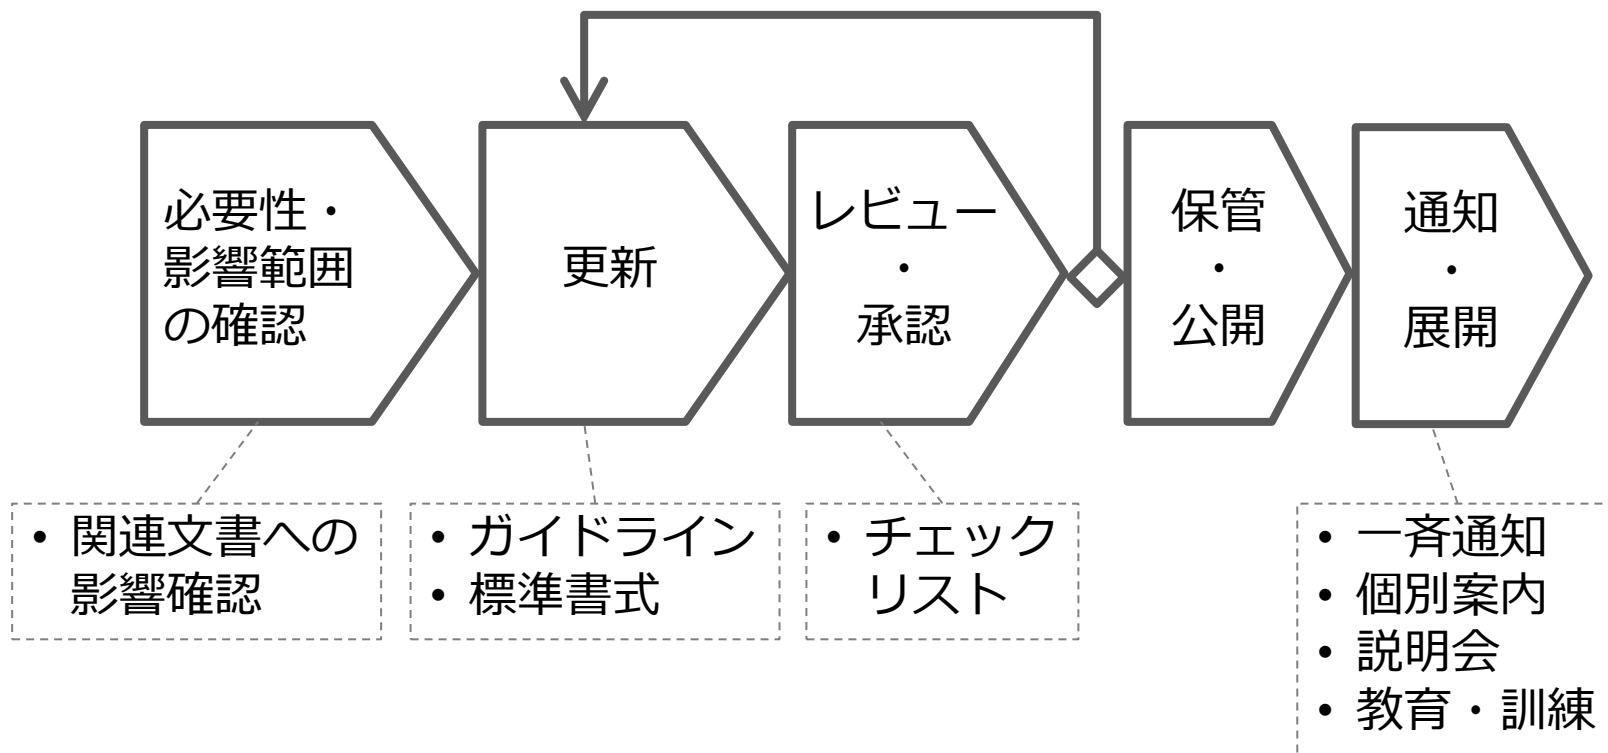 必要性・
影響範囲
の確認
更新
レビュー
・
承認
保管
・
公開
通知
・
展開
• 関連文書への
影響確認
• ガイドライン
• 標準書式
• チェック
リスト
• 一斉通知
• 個別案内
• 説明会
• 教育・訓練